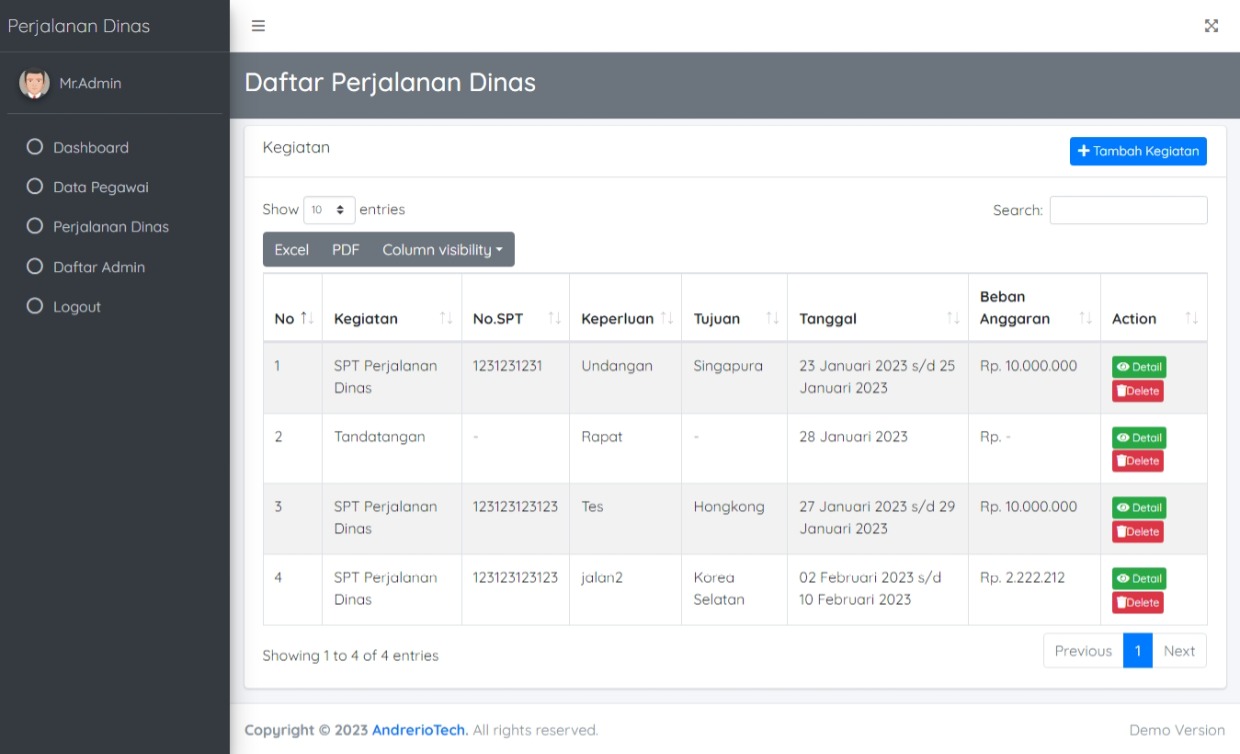 Perjalanan Dinas
Mr.Admin
Dashboard
Data Pegawai
Perjalanan Dinas
Daftar Admin
Logout
Daftar Perjalanan Dinas
Kegiatan
Tambah Kegiatan
Show 10 entries
Search:
Excel PDF Column visibility
No Kegiatan No.SPT Keperluan Tujuan Tanggal Beban Anggaran Action
1 SPT Perjalanan Dinas 1231231231 Undangan Singapura 23 Januari 2023 s/d 25 Januari 2023 Rp. 10.000.000 Detail Delete
2 Tandatangan - Rapat - 28 Januari 2023 Rp. - Detail Delete
3 SPT Perjalanan Dinas 123123123123 Tes Hongkong 27 Januari 2023 s/d 29 Januari 2023 Rp. 10.000.000 Detail Delete
4 SPT Perjalanan Dinas 123123123123 jalan2 Korea Selatan 02 Februari 2023 s/d 10 Februari 2023 Rp. 2.222.212 Detail Delete
Showing 1 to 4 of 4 entries
Previous 1 Next
Copyright © 2023 AndrerioTech. All rights reserved.
Demo Version